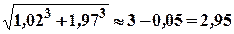 √(1,02³ + 1,97³) ≈ 3 – 0,05 = 2,95